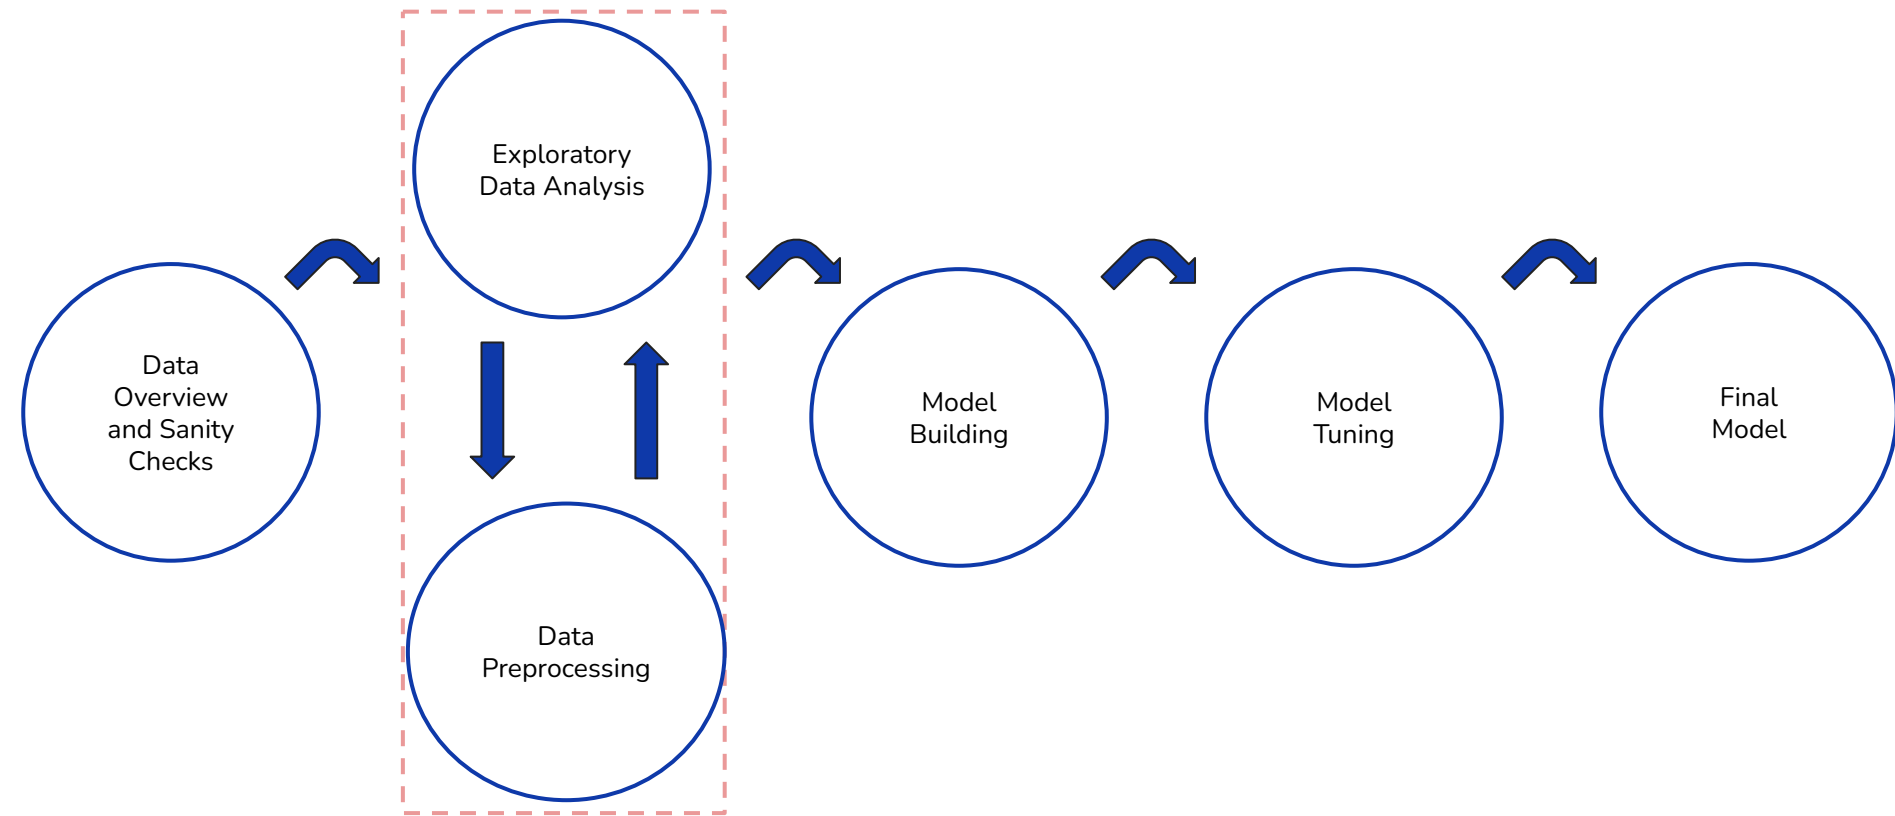 Data
Overview
and Sanity
Checks
Exploratory
Data Analysis
Data
Preprocessing
Model
Building
Model
Tuning
Final
Model